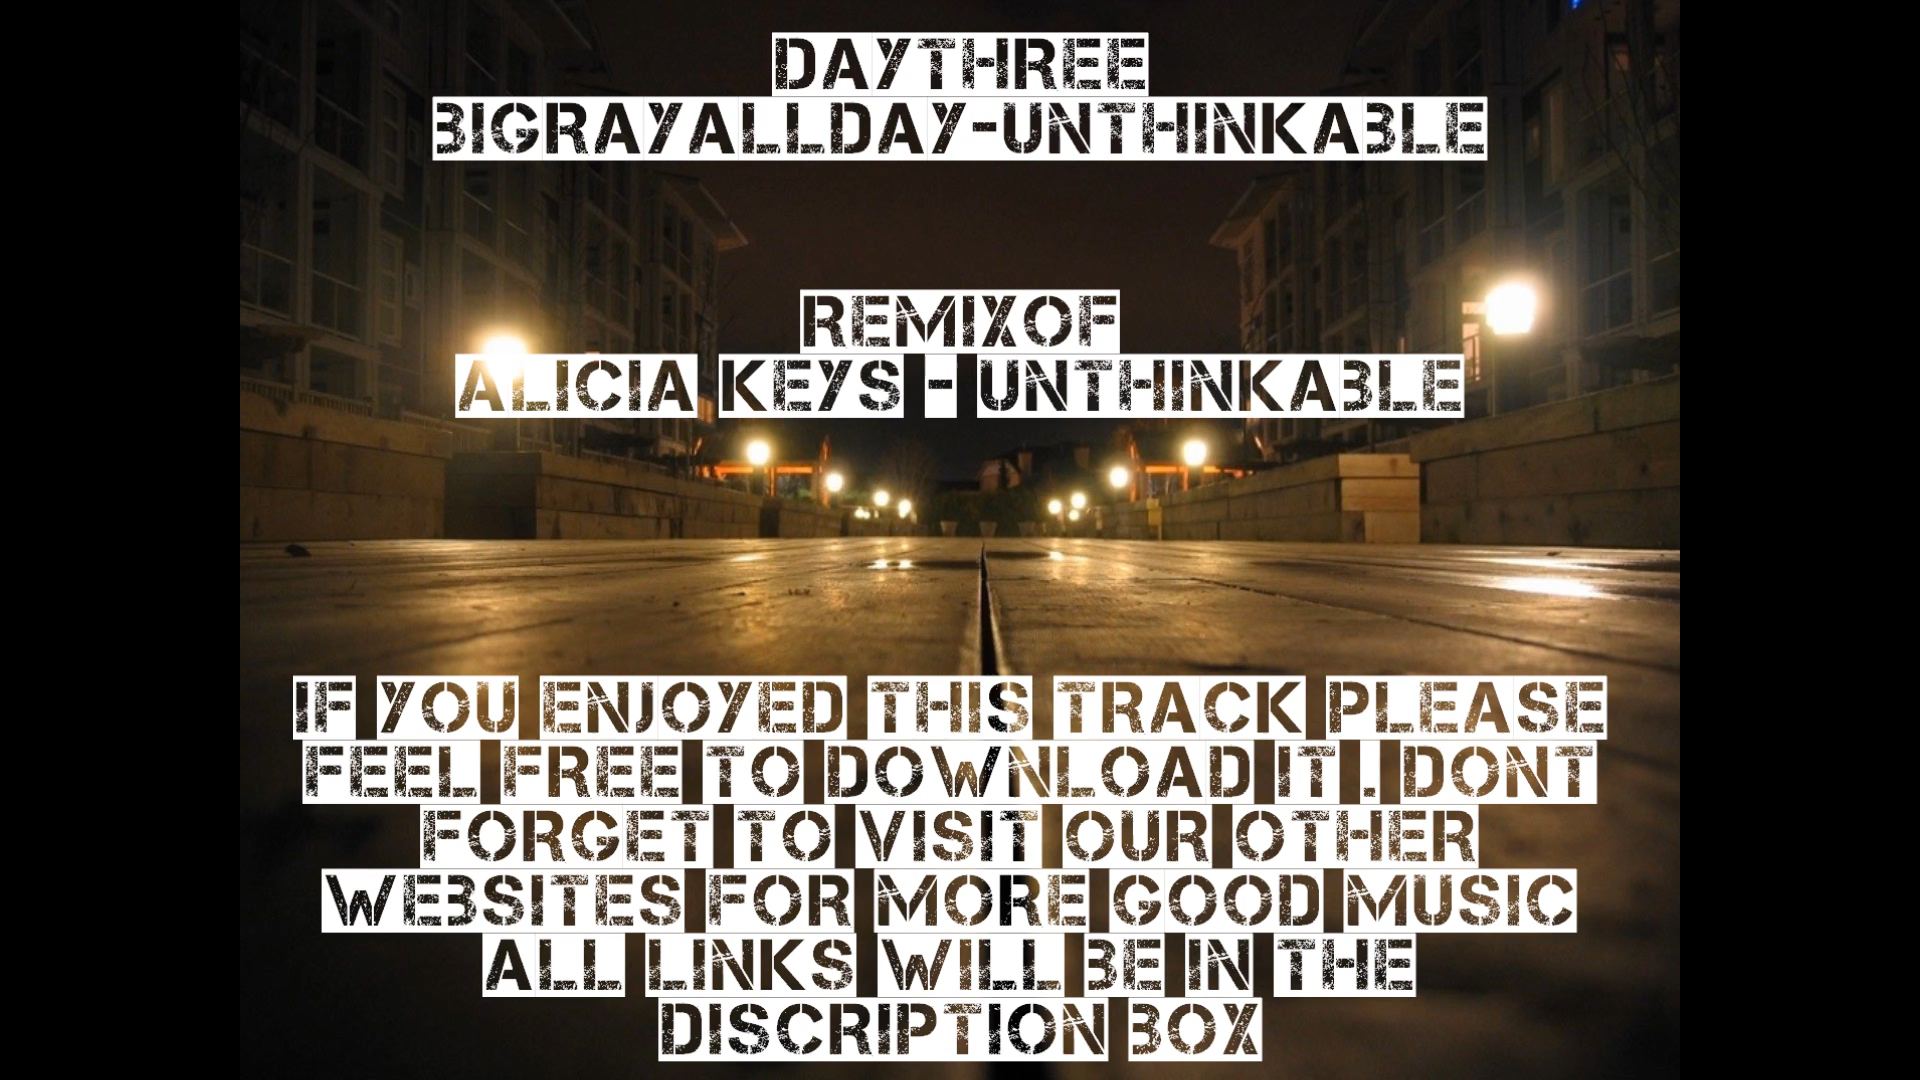 DAYTHREE
BIGRAYALLDAY-UNTHINKABLE
REMIXOF
ALICIA KEYS - UNTHINKABLE
IF YOU ENJOYED THIS TRACK PLEASE
FEEL FREE TO DOWNLOAD IT . DONT
FORGET TO VISIT OUR OTHER
WEBSITES FOR MORE GOOD MUSIC
ALL LINKS WILL BE IN THE
DISCRIPTION BOX